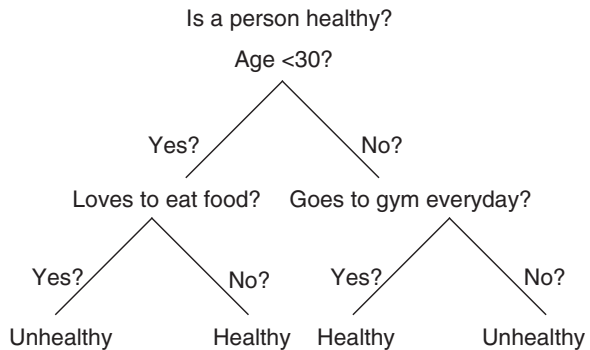 Is a person healthy?
Age <30?
Yes? No?
Loves to eat food? Goes to gym everyday?
Yes? No? Yes? No?
Unhealthy Healthy Healthy Unhealthy